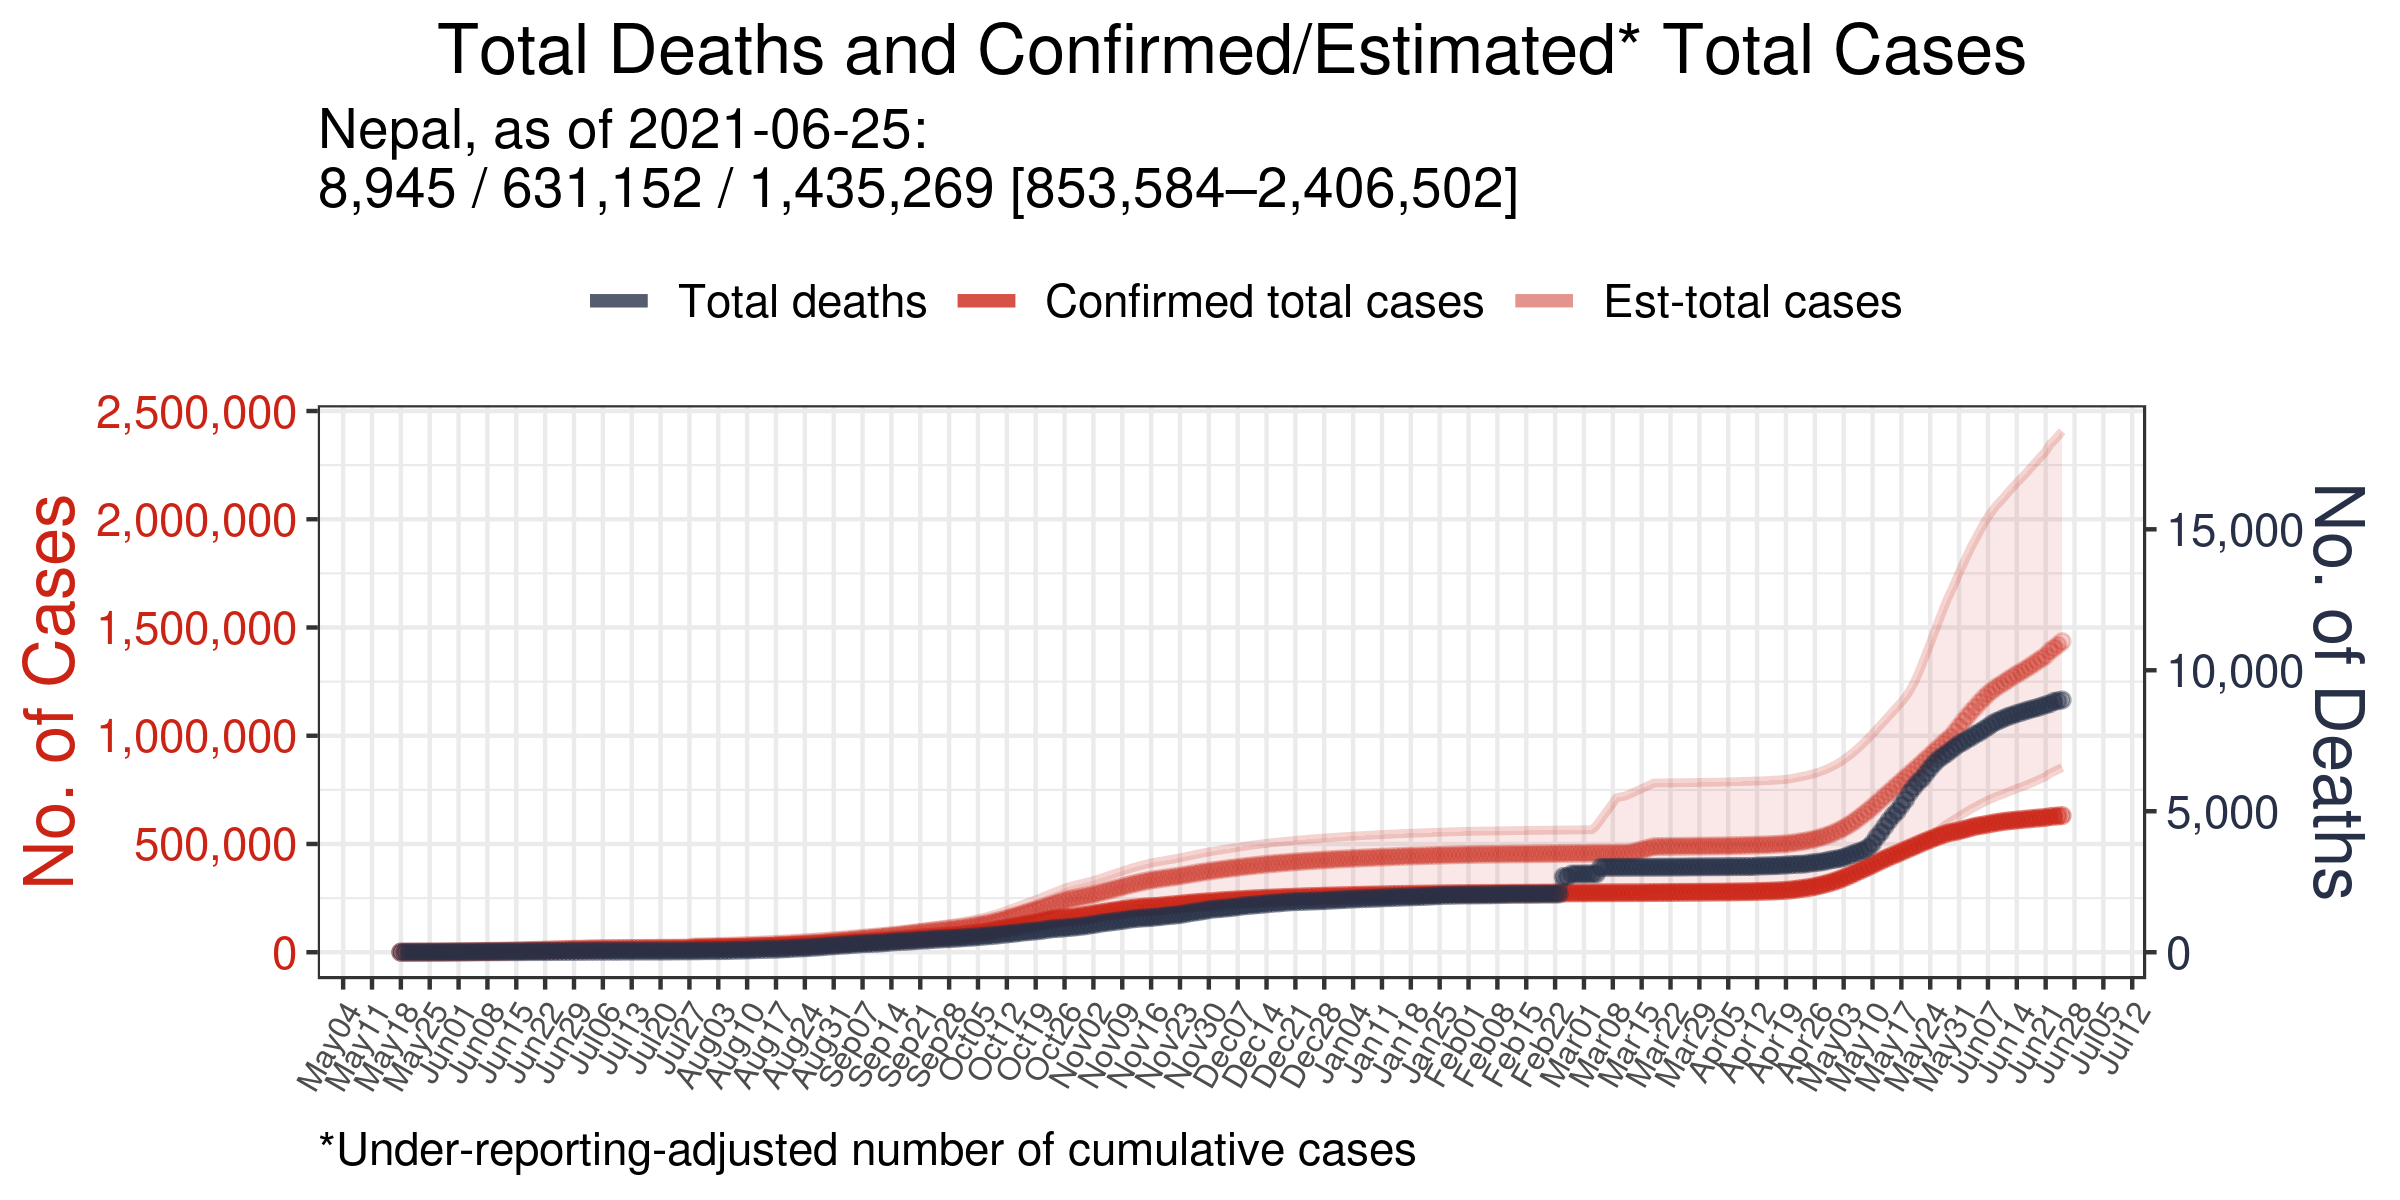 Total Deaths and Confirmed/Estimated* Total Cases
Nepal, as of 2021-06-25:
8,945 / 631,152 / 1,435,269 [853,584–2,406,502]
Total deaths
Confirmed total cases
Est-total cases
No. of Cases
2,500,000
2,000,000
1,500,000
1,000,000
500,000
0
15,000
10,000
5,000
0
No. of Deaths
May04
May11
May18
May25
Jun01
Jun08
Jun15
Jun22
Jun29
Jul06
Jul13
Jul20
Jul27
Aug03
Aug10
Aug17
Aug24
Aug31
Sep07
Sep14
Sep21
Sep28
Oct05
Oct12
Oct19
Oct26
Nov02
Nov09
Nov16
Nov23
Nov30
Dec07
Dec14
Dec21
Dec28
Jan04
Jan11
Jan18
Jan25
Feb01
Feb08
Feb15
Feb22
Mar01
Mar08
Mar15
Mar22
Mar29
Apr05
Apr12
Apr19
Apr26
May03
May10
May17
May24
May31
Jun07
Jun14
Jun21
Jun28
Jul05
Jul12
*Under-reporting-adjusted number of cumulative cases